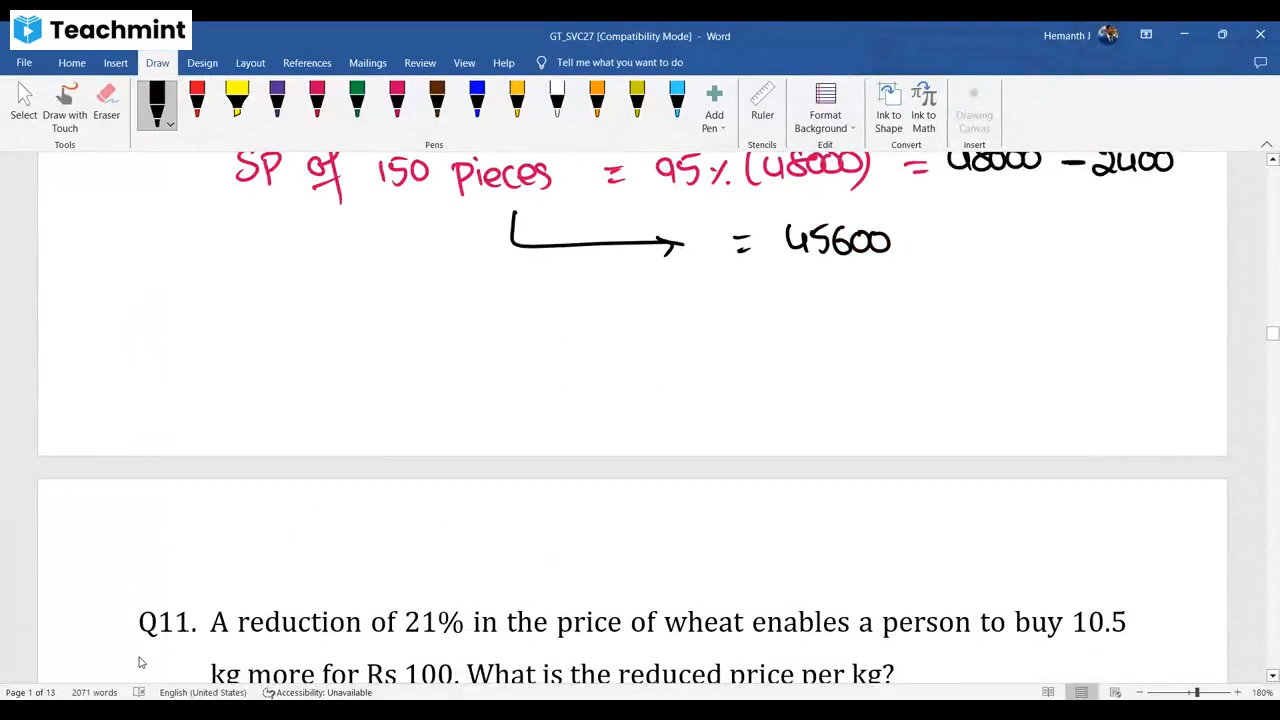 Teachmint
GT_SVC27 [Compatibility Mode] - Word
Hemanth J
File Home Insert Draw Design Layout References Mailings Review View Help Tell me what you want to do
Select Draw with Touch Eraser Add Pen Ruler Format Background Ink to Shape Ink to Math Drawing Canvas
Tools Pens Stencils Edit Convert Insert
SP of 150 pieces = 95% (48000) = 48000 - 2400
= 45600
Q11. A reduction of 21% in the price of wheat enables a person to buy 10.5
kg more for Rs 100. What is the reduced price per kg?
Page 1 of 13 2071 words English (United States) Accessibility: Unavailable 180%